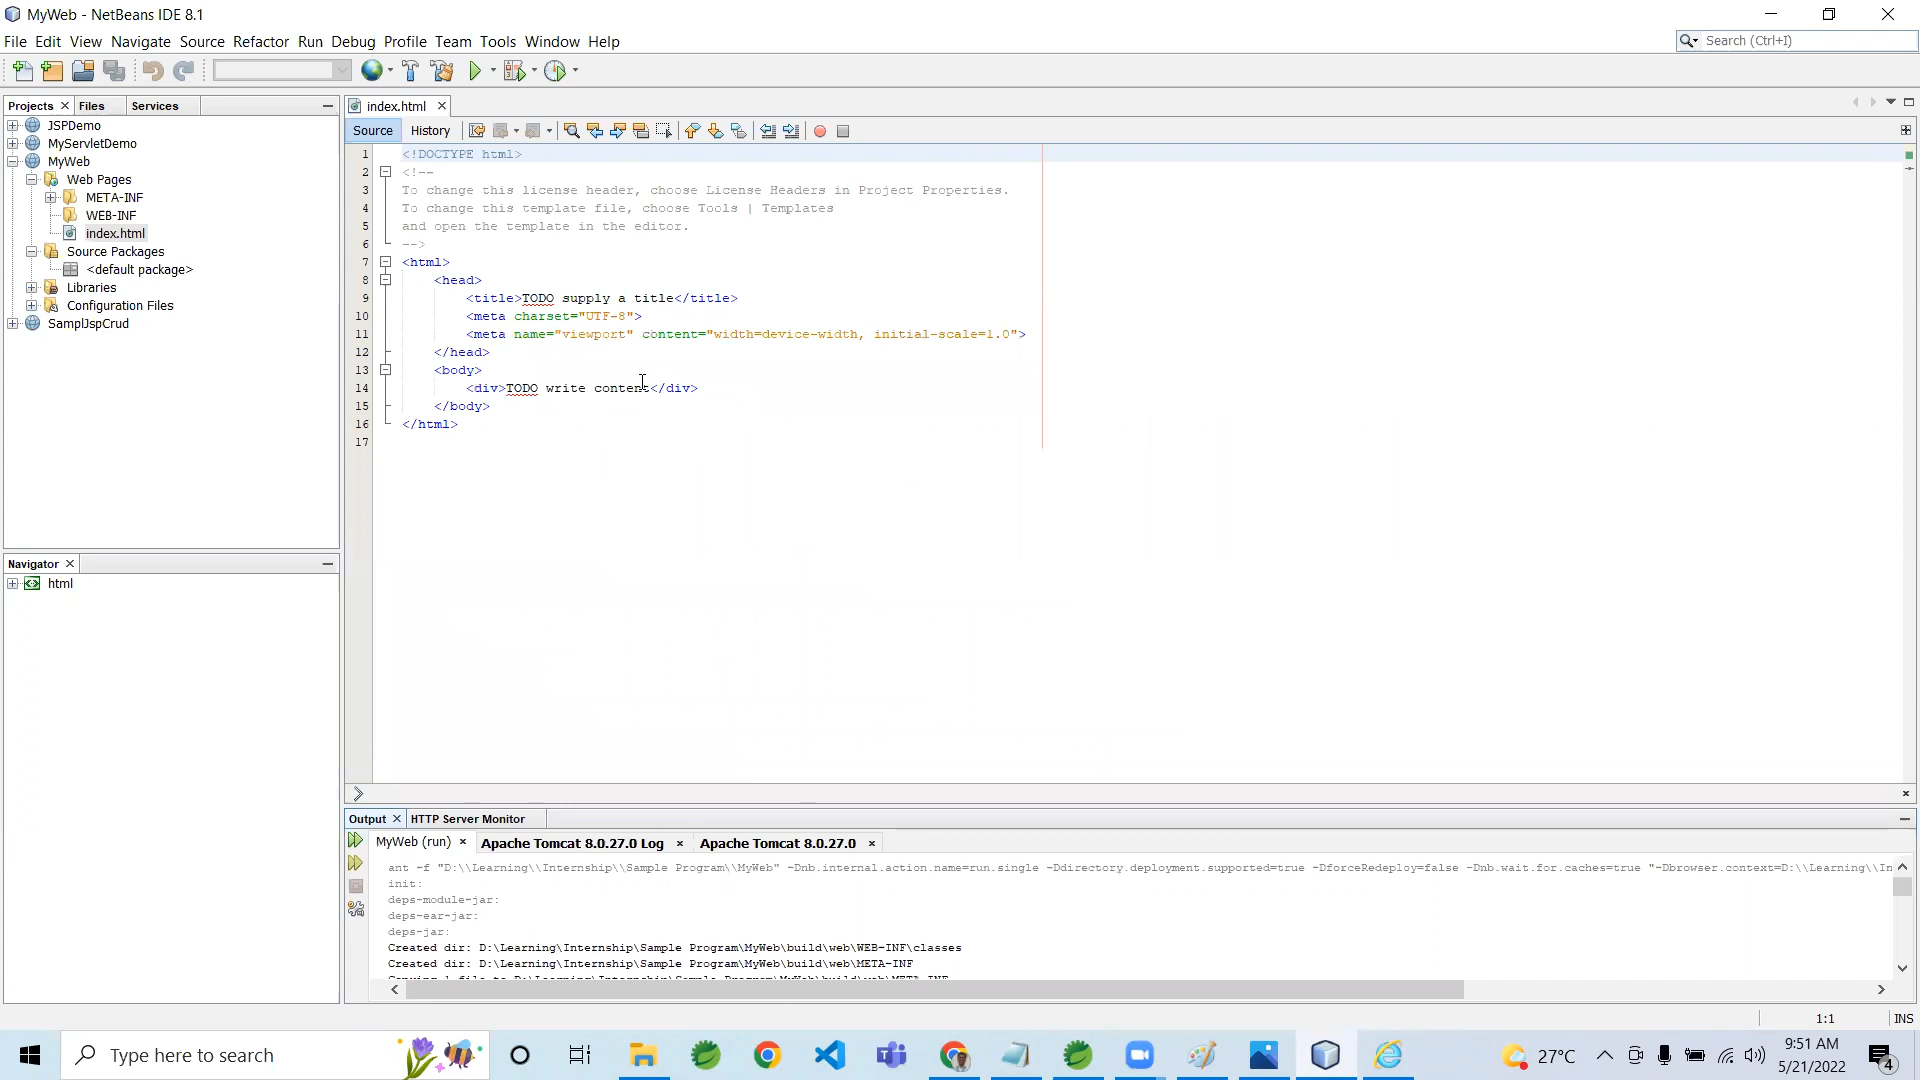 MyWeb - NetBeans IDE 8.1
File Edit View Navigate Source Refactor Run Debug Profile Team Tools Window Help
Search (Ctrl+I)
Projects Files Services
JSPDemo
MyServletDemo
MyWeb
Web Pages
META-INF
WEB-INF
index.html
Source Packages
<default package>
Libraries
Configuration Files
SamplJspCrud
Navigator
html
index.html
Source History
1 <!DOCTYPE html>
2 <!--
3 To change this license header, choose License Headers in Project Properties.
4 To change this template file, choose Tools | Templates
5 and open the template in the editor.
6 -->
7 <html>
8 <head>
9 <title>TODO supply a title</title>
10 <meta charset="UTF-8">
11 <meta name="viewport" content="width=device-width, initial-scale=1.0">
12 </head>
13 <body>
14 <div>TODO write content</div>
15 </body>
16 </html>
17
Output HTTP Server Monitor
MyWeb (run) Apache Tomcat 8.0.27.0 Log Apache Tomcat 8.0.27.0
ant -f "D:\\Learning\\Internship\\Sample Program\\MyWeb" -Dnb.internal.action.name=run.single -Ddirectory.deployment.supported=true -DforceRedeploy=false -Dnb.wait.for.caches=true "-Dbrowser.context=D:\\Learning\\In
init:
deps-module-jar:
deps-ear-jar:
deps-jar:
Created dir: D:\Learning\Internship\Sample Program\MyWeb\build\web\WEB-INF\classes
Created dir: D:\Learning\Internship\Sample Program\MyWeb\build\web\META-INF
1:1 INS
Type here to search
27°C
9:51 AM
5/21/2022
4